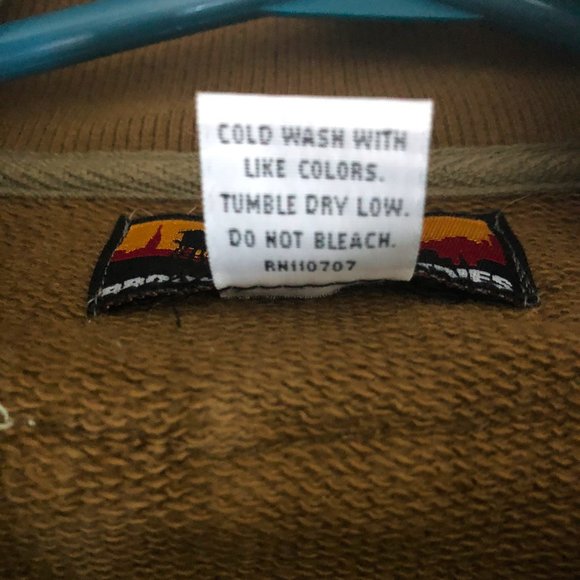 COLD WASH WITH
LIKE COLORS.
TUMBLE DRY LOW.
DO NOT BLEACH.
RN110707